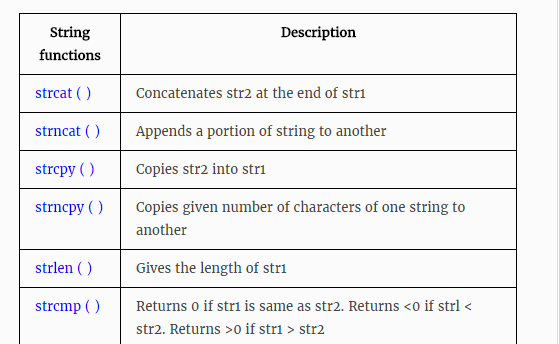 String
functions
Description
strcat ( )
Concatenates str2 at the end of str1
strncat ( )
Appends a portion of string to another
strcpy ( )
Copies str2 into str1
strncpy ( )
Copies given number of characters of one string to
another
strlen ( )
Gives the length of str1
strcmp ( )
Returns 0 if str1 is same as str2. Returns <0 if strl <
str2. Returns >0 if str1 > str2